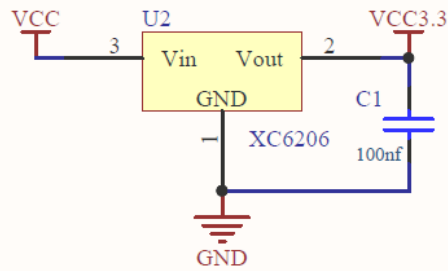 VCC
U2
VCC3.3
3
Vin
Vout
2
GND
C1
1
XC6206
100nf
GND